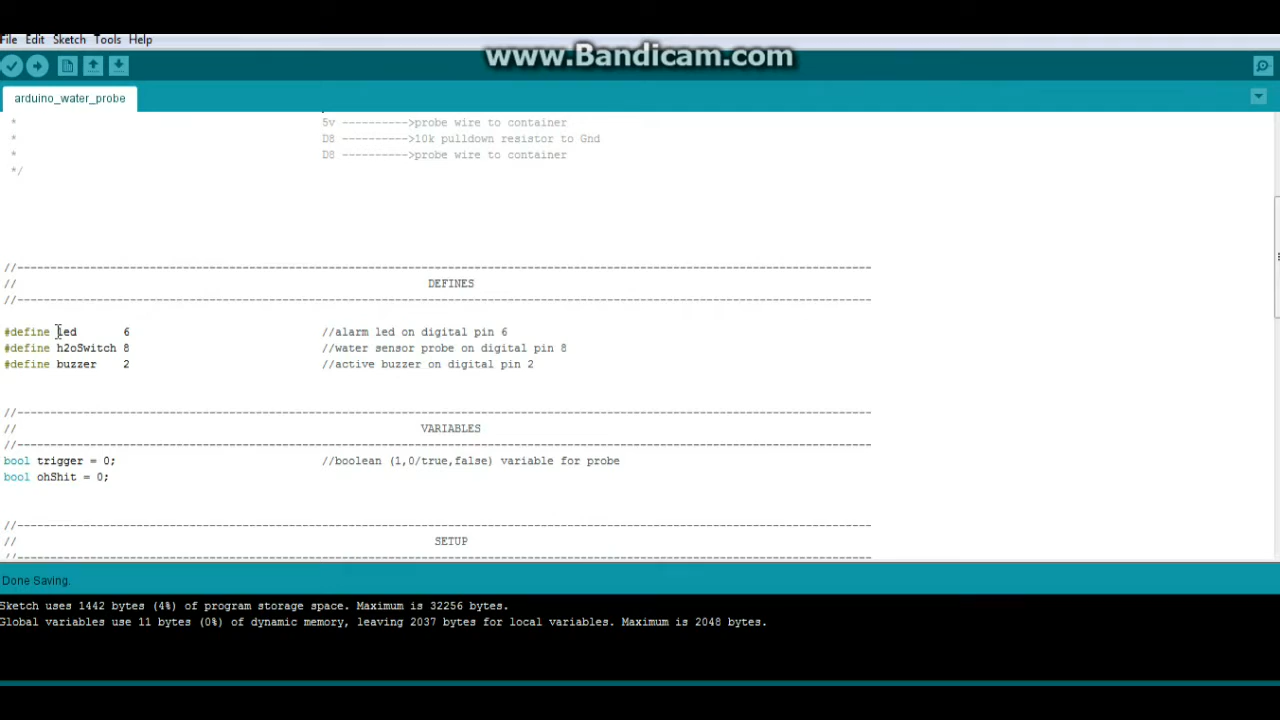 www.Bandicam.com
File Edit Sketch Tools Help
arduino_water_probe
* 5v ---------->probe wire to container
* D8 ---------->10k pulldown resistor to Gnd
* D8 ---------->probe wire to container
*/
//---------------------------------------------------------------------------------------------------------------------------------
// DEFINES
//---------------------------------------------------------------------------------------------------------------------------------
#define led 6 //alarm led on digital pin 6
#define h2oSwitch 8 //water sensor probe on digital pin 8
#define buzzer 2 //active buzzer on digital pin 2
//---------------------------------------------------------------------------------------------------------------------------------
// VARIABLES
//---------------------------------------------------------------------------------------------------------------------------------
bool trigger = 0; //boolean (1,0/true,false) variable for probe
bool ohShit = 0;
//---------------------------------------------------------------------------------------------------------------------------------
// SETUP
//---------------------------------------------------------------------------------------------------------------------------------
Done Saving.
Sketch uses 1442 bytes (4%) of program storage space. Maximum is 32256 bytes.
Global variables use 11 bytes (0%) of dynamic memory, leaving 2037 bytes for local variables. Maximum is 2048 bytes.